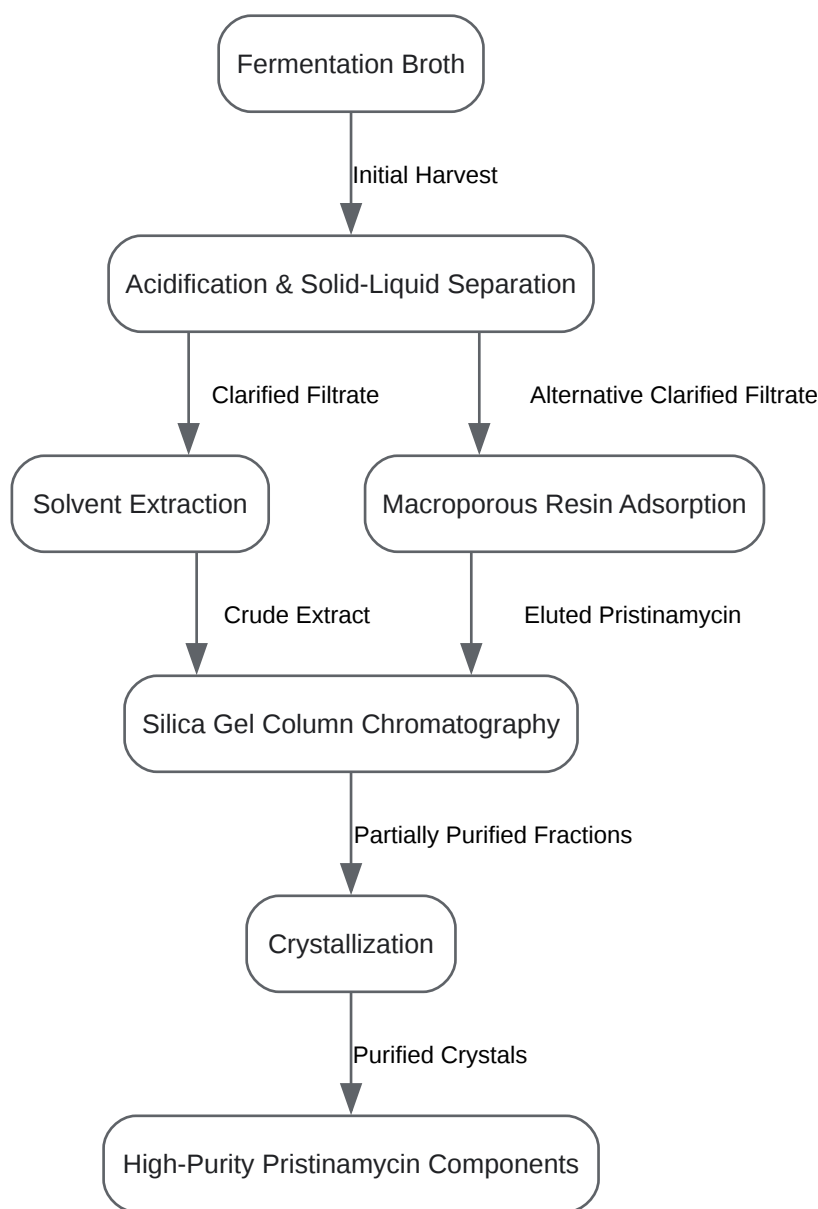 Fermentation Broth
Initial Harvest
Acidification & Solid-Liquid Separation
Clarified Filtrate
Alternative Clarified Filtrate
Solvent Extraction
Macroporous Resin Adsorption
Crude Extract
Eluted Pristinamycin
Silica Gel Column Chromatography
Partially Purified Fractions
Crystallization
Purified Crystals
High-Purity Pristinamycin Components